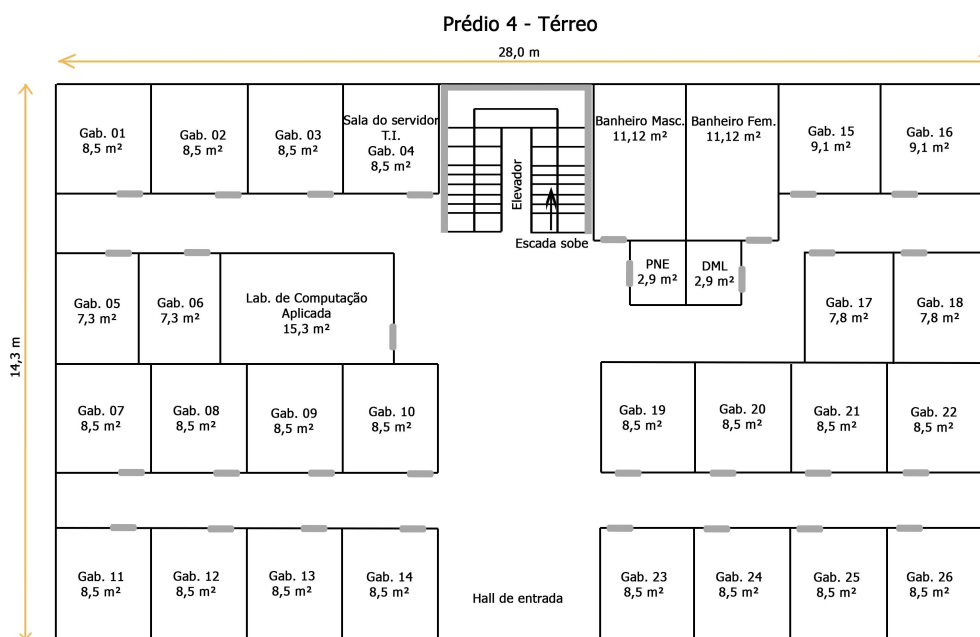 Prédio 4 - Térreo
28,0 m
14,3 m
Gab. 01
8,5 m²
Gab. 02
8,5 m²
Gab. 03
8,5 m²
Sala do servidor
T.I.
Gab. 04
8,5 m²
Elevador
Escada sobe
Banheiro Masc.
11,12 m²
Banheiro Fem.
11,12 m²
Gab. 15
9,1 m²
Gab. 16
9,1 m²
Gab. 05
7,3 m²
Gab. 06
7,3 m²
Lab. de Computação
Aplicada
15,3 m²
PNE
2,9 m²
DML
2,9 m²
Gab. 17
7,8 m²
Gab. 18
7,8 m²
Gab. 07
8,5 m²
Gab. 08
8,5 m²
Gab. 09
8,5 m²
Gab. 10
8,5 m²
Gab. 19
8,5 m²
Gab. 20
8,5 m²
Gab. 21
8,5 m²
Gab. 22
8,5 m²
Gab. 11
8,5 m²
Gab. 12
8,5 m²
Gab. 13
8,5 m²
Gab. 14
8,5 m²
Hall de entrada
Gab. 23
8,5 m²
Gab. 24
8,5 m²
Gab. 25
8,5 m²
Gab. 26
8,5 m²